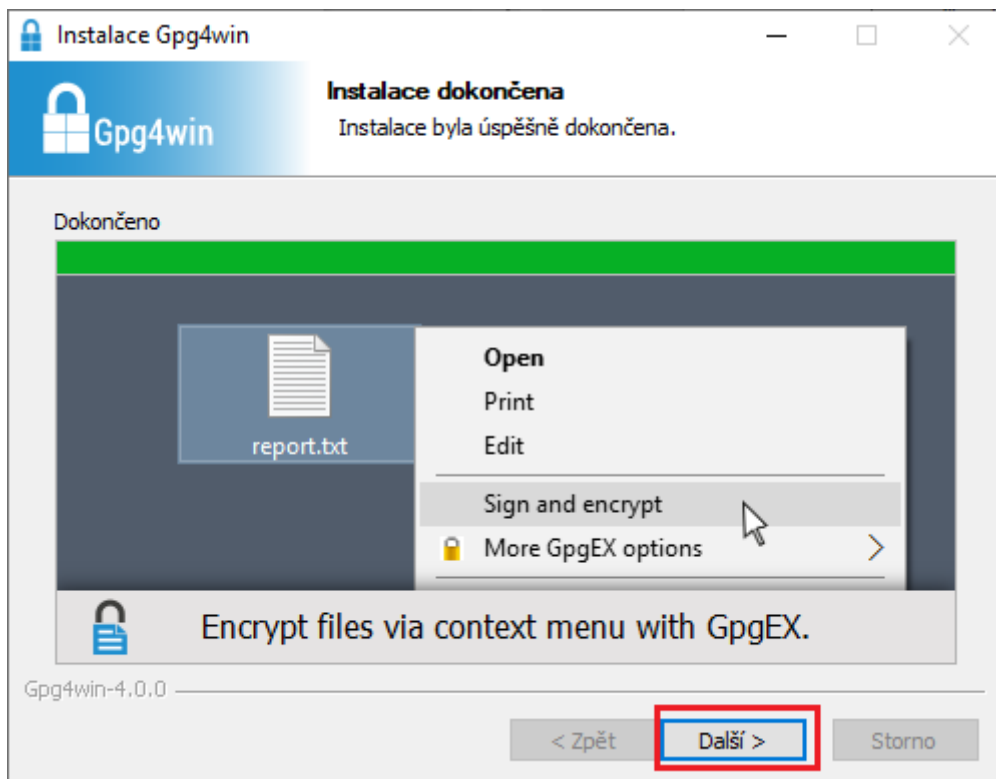 Instalace Gpg4win
Gpg4win
Instalace dokončena
Instalace byla úspěšně dokončena.
Dokončeno
report.txt
Open
Print
Edit
Sign and encrypt
More GpgEX options
Encrypt files via context menu with GpgEX.
Gpg4win-4.0.0
< Zpět
Další >
Storno